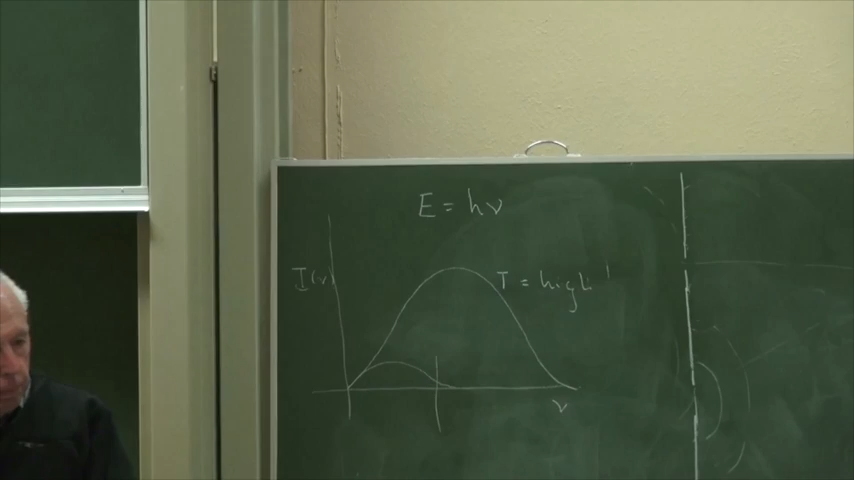 E = hν
I(ν)
T = high
ν